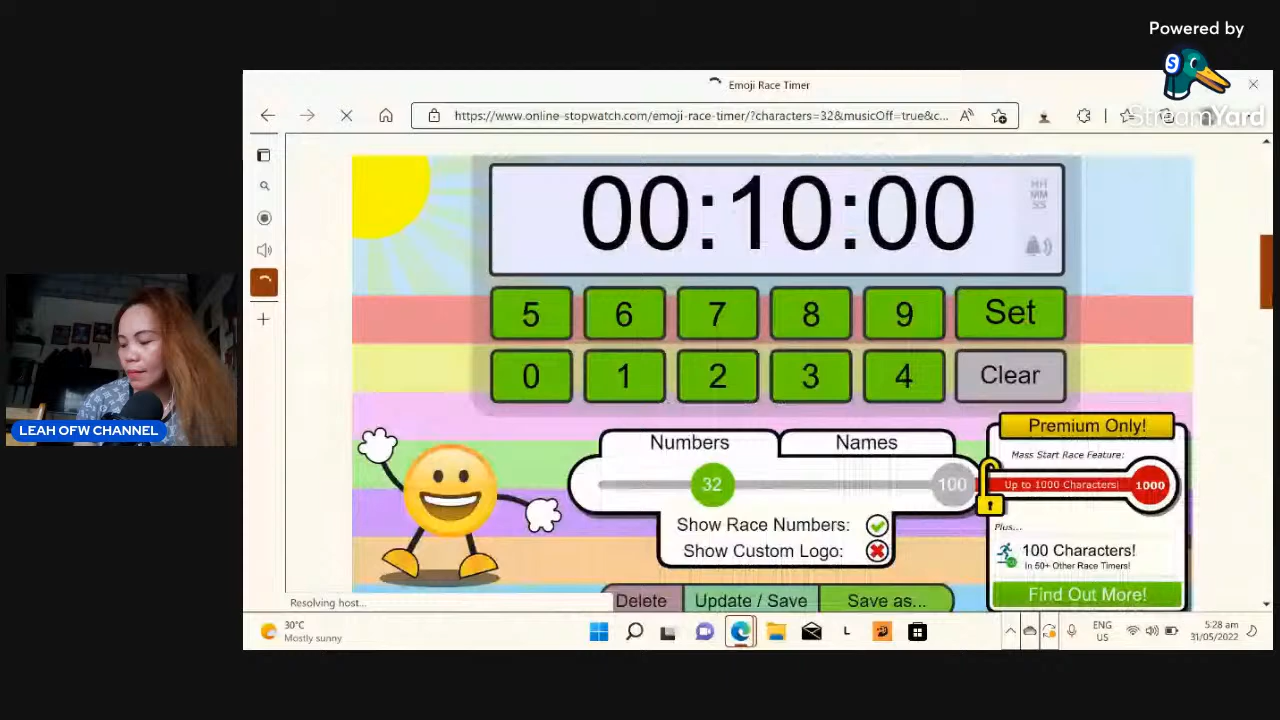 Powered by
S
StreamYard
Emoji Race Timer
https://www.online-stopwatch.com/emoji-race-timer/?characters=32&musicOff=true&c...
00:10:00
HH
MM
SS
5 6 7 8 9 Set
0 1 2 3 4 Clear
Numbers Names
32 100
Show Race Numbers:
Show Custom Logo:
Premium Only!
Mass Start Race Feature:
Up to 1000 Characters! 1000
Plus...
100 Characters!
In 50+ Other Race Timers!
Find Out More!
Delete Update / Save Save as...
Resolving host...
LEAH OFW CHANNEL
30°C
Mostly sunny
L
ENG
US
5:28 am
31/05/2022